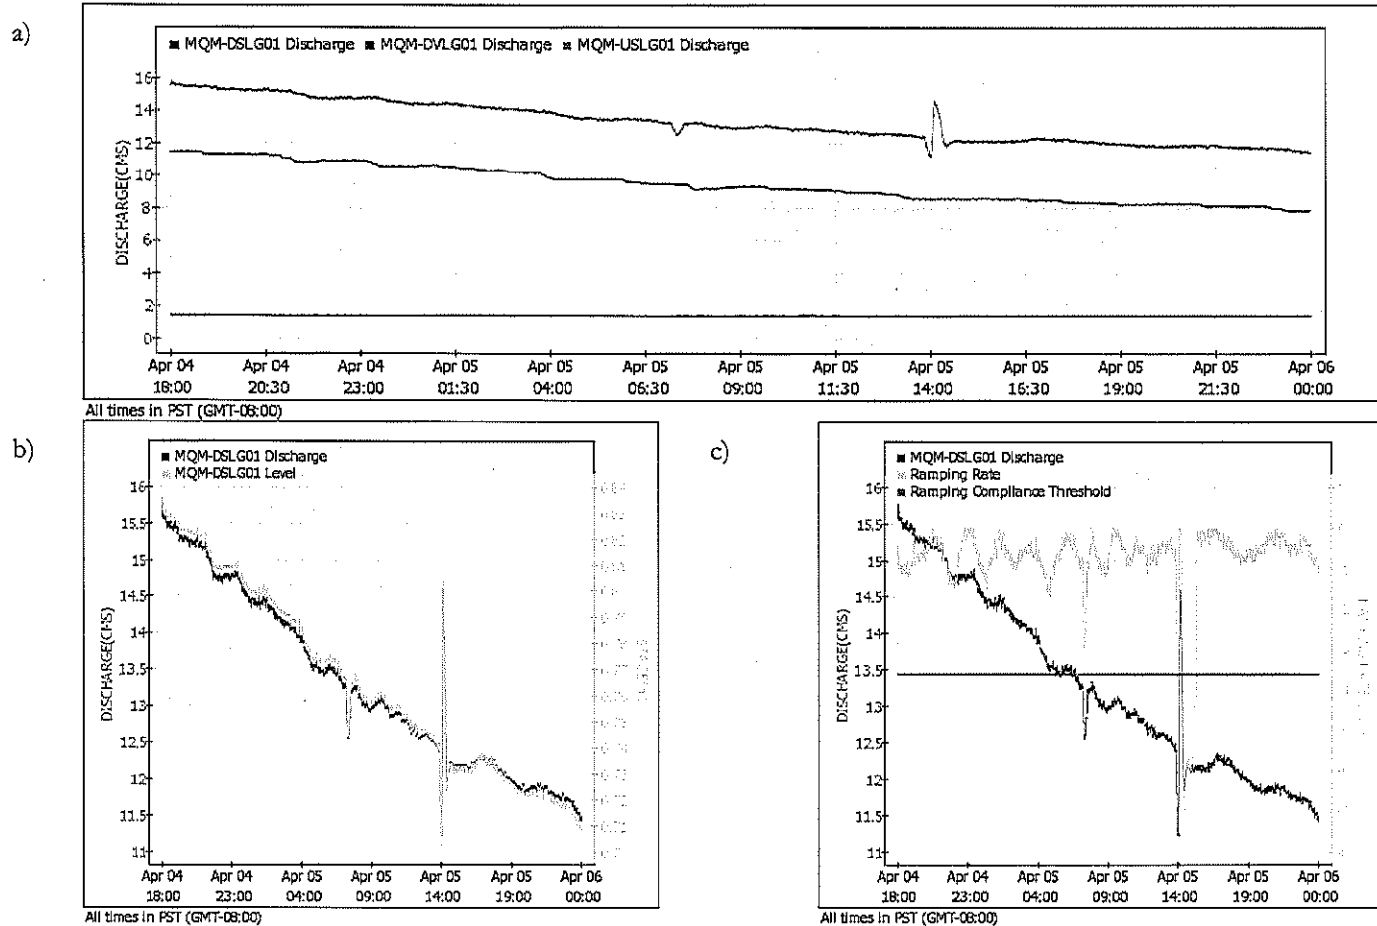 a)
MQM-DSLG01 Discharge MQM-DVLG01 Discharge MQM-USLG01 Discharge
DISCHARGE(CMS)
16
14
12
10
8
6
4
2
0
Apr 04 Apr 04 Apr 04 Apr 05 Apr 05 Apr 05 Apr 05 Apr 05 Apr 05 Apr 05 Apr 05 Apr 05 Apr 06
18:00 20:30 23:00 01:30 04:00 06:30 09:00 11:30 14:00 16:30 19:00 21:30 00:00
All times in PST (GMT-08:00)
b)
MQM-DSLG01 Discharge
MQM-DSLG01 Level
DISCHARGE(CMS)
16
15.5
15
14.5
14
13.5
13
12.5
12
11.5
11
Apr 04 Apr 04 Apr 05 Apr 05 Apr 05 Apr 05 Apr 06
18:00 23:00 04:00 09:00 14:00 19:00 00:00
All times in PST (GMT-08:00)
c)
MQM-DSLG01 Discharge
Ramping Rate
Ramping Compliance Threshold
DISCHARGE(CMS)
16
15.5
15
14.5
14
13.5
13
12.5
12
11.5
11
Apr 04 Apr 04 Apr 05 Apr 05 Apr 05 Apr 05 Apr 06
18:00 23:00 04:00 09:00 14:00 19:00 00:00
All times in PST (GMT-08:00)